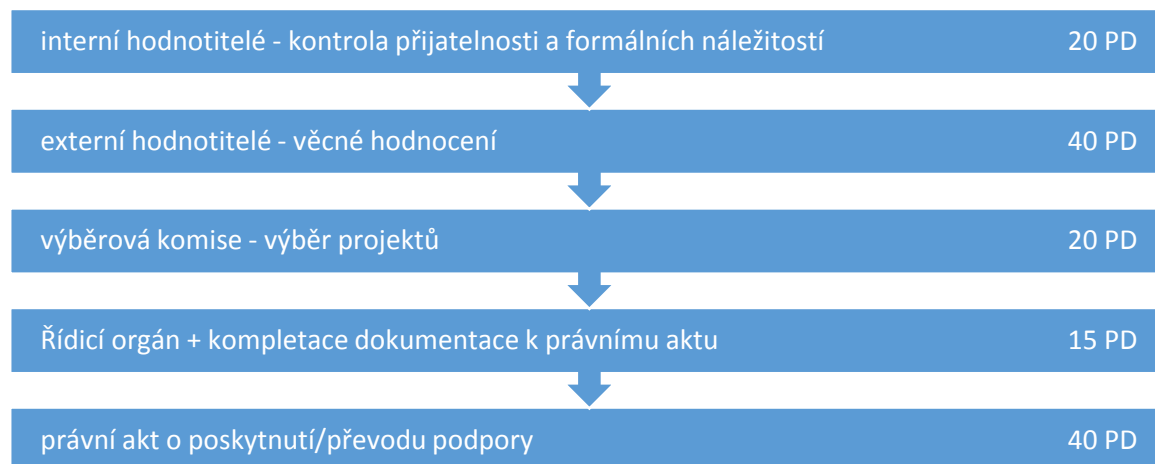 interní hodnotitelé - kontrola přijatelnosti a formálních náležitostí 20 PD
externí hodnotitelé - věcné hodnocení 40 PD
výběrová komise - výběr projektů 20 PD
Řídicí orgán + kompletace dokumentace k právnímu aktu 15 PD
právní akt o poskytnutí/převodu podpory 40 PD